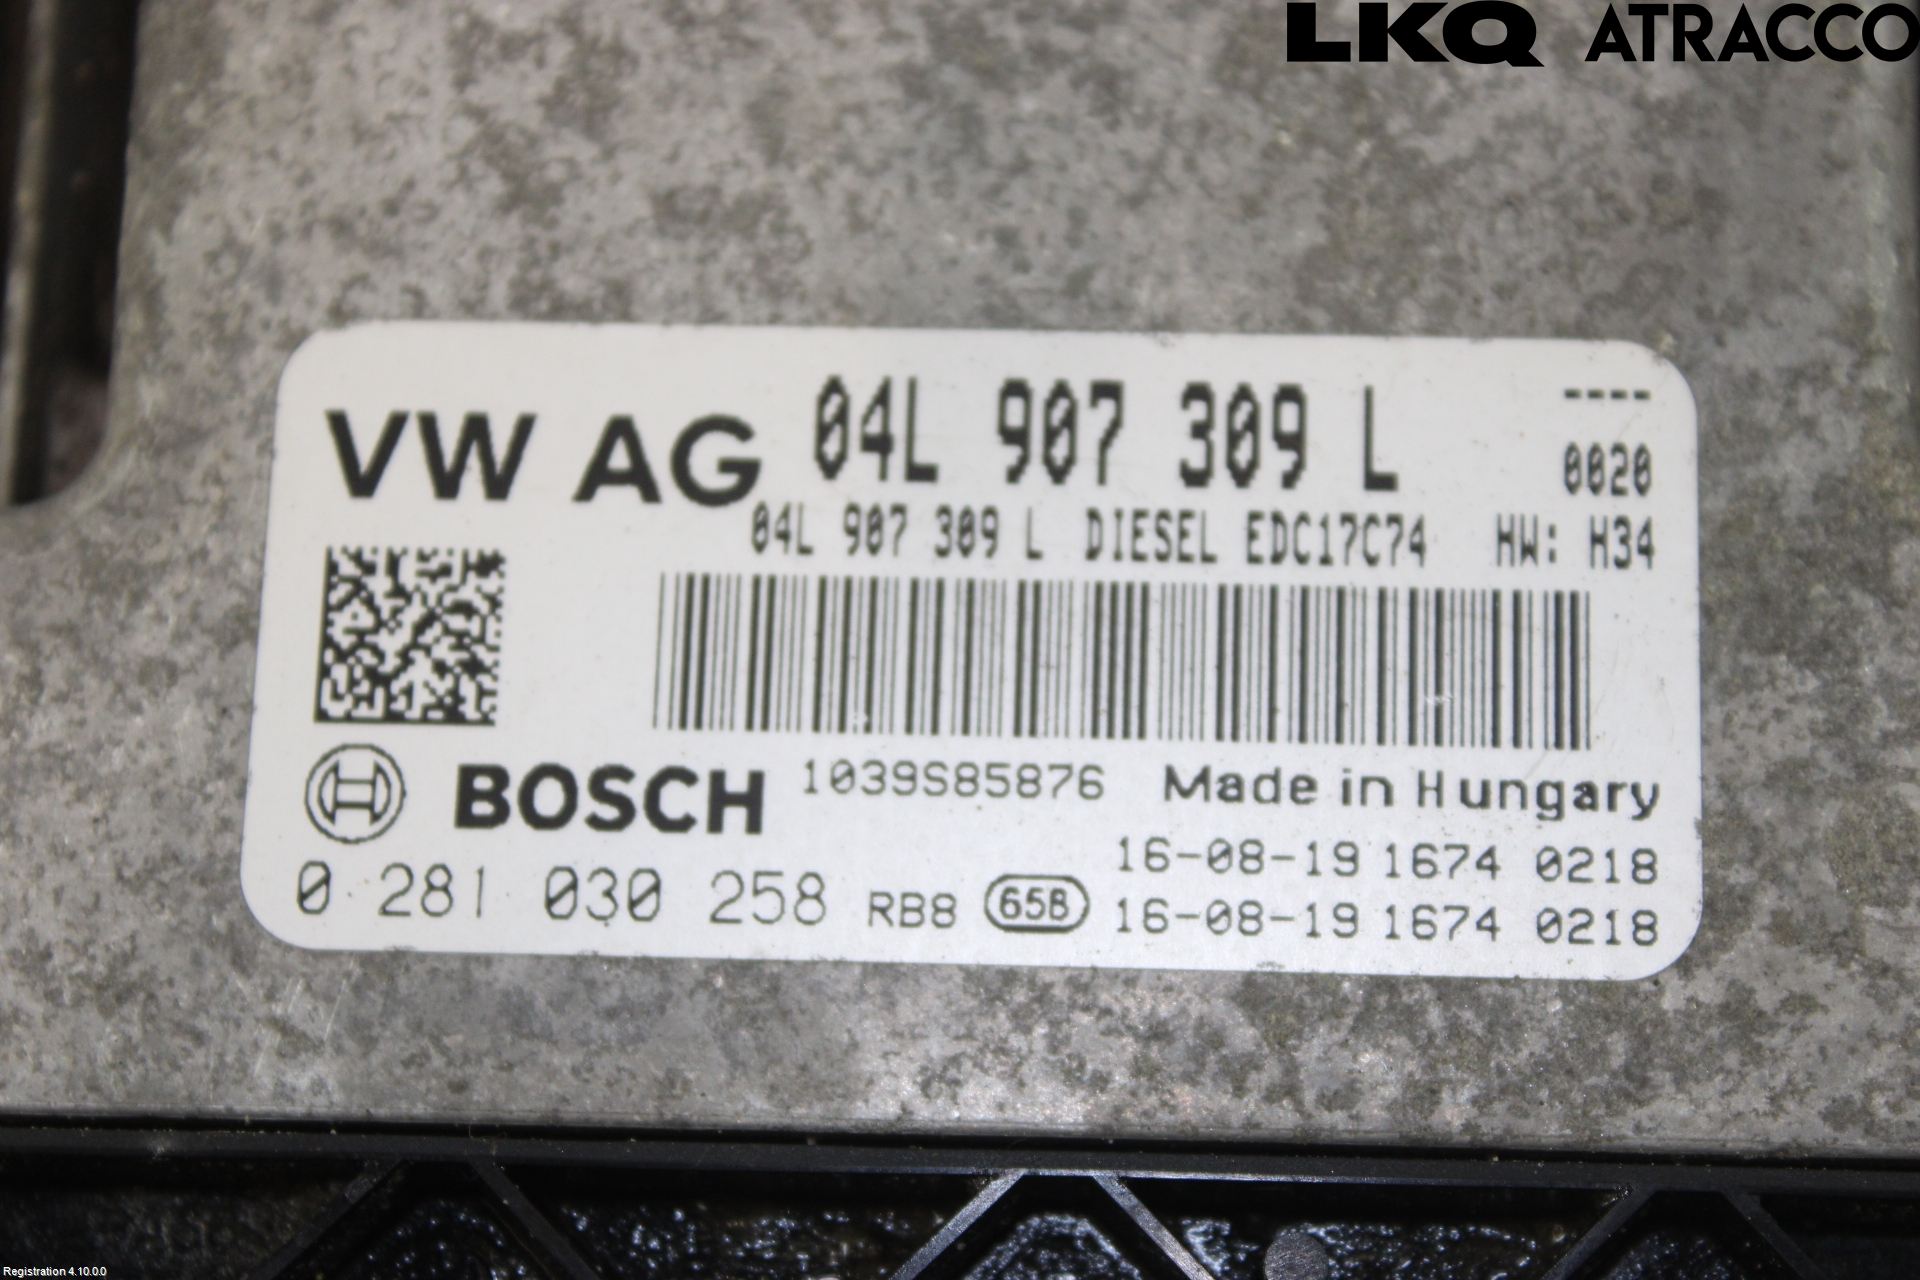 LKQ ATRACCO
VW AG 04L 907 309 L ----
0020
04L 907 309 L DIESEL EDC17C74 HW: H34
BOSCH 1039S85876 Made in Hungary
16-08-19 1674 0218
0 281 030 258 RB8 65B 16-08-19 1674 0218
Registration 4.10.0.0